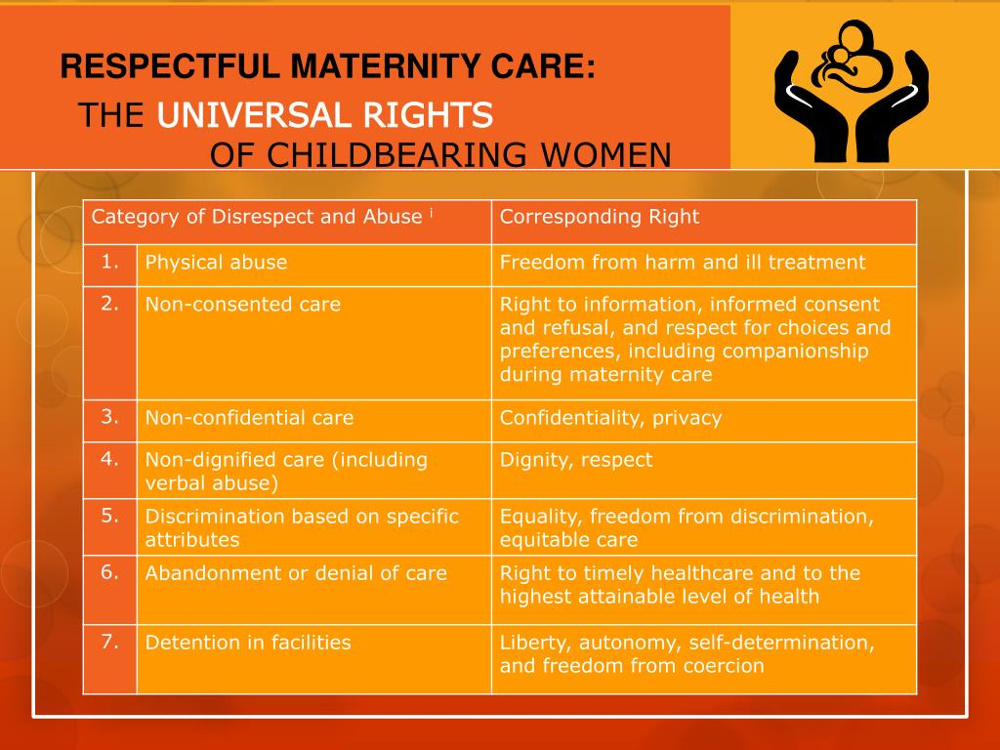 RESPECTFUL MATERNITY CARE:
THE UNIVERSAL RIGHTS
OF CHILDBEARING WOMEN
Category of Disrespect and Abuse i
Corresponding Right
1.
Physical abuse
Freedom from harm and ill treatment
2.
Non-consented care
Right to information, informed consent
and refusal, and respect for choices and
preferences, including companionship
during maternity care
3.
Non-confidential care
Confidentiality, privacy
4.
Non-dignified care (including
verbal abuse)
Dignity, respect
5.
Discrimination based on specific
attributes
Equality, freedom from discrimination,
equitable care
6.
Abandonment or denial of care
Right to timely healthcare and to the
highest attainable level of health
7.
Detention in facilities
Liberty, autonomy, self-determination,
and freedom from coercion